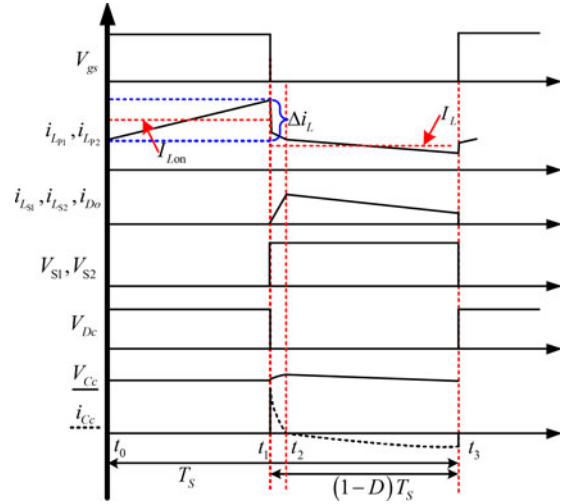 V_gs
i_LP1, i_LP2
I_Lon
Δi_L
I_L
i_LS1, i_LS2, i_Do
V_S1, V_S2
V_Dc
V_Cc
i_Cc
t_0 t_1 t_2 t_3
T_S
(1−D)T_S